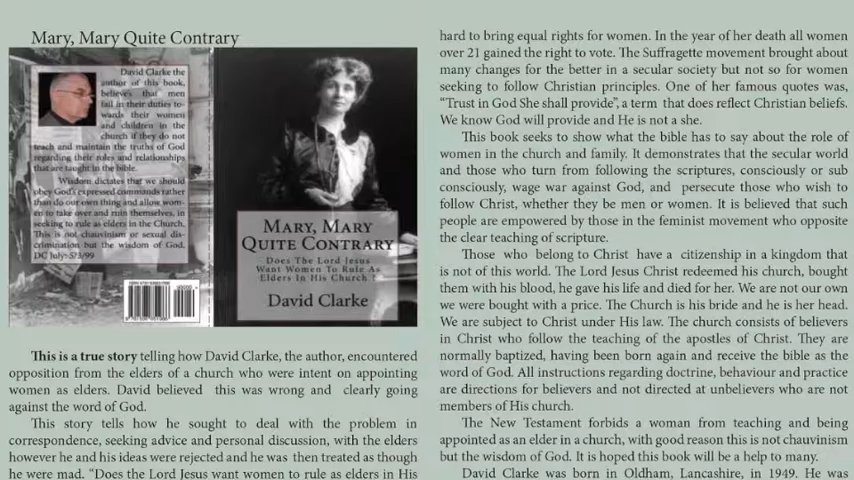 Mary, Mary Quite Contrary
David Clarke the
author of this book,
believes that men
fail in their duties to-
wards their women
and children in the
church if they do not
teach and maintain the truths of God
regarding their roles and relationships
that are taught in the bible.
Wisdom dictates that we should
obey God's expressed commands rather
than do our own thing and allow wom-
en to take over and ruin themselves, in
seeking to rule as elders in the Church.
This is not chauvinism or sexual dis-
crimination but the wisdom of God.
MARY, MARY
QUITE CONTRARY
Does The Lord Jesus
Want Women To Rule As
Elders In His Church ?
David Clarke
This is a true story telling how David Clarke, the author, encountered
opposition from the elders of a church who were intent on appointing
women as elders. David believed this was wrong and clearly going
against the word of God.
This story tells how he sought to deal with the problem in
correspondence, seeking advice and personal discussion, with the elders
however he and his ideas were rejected and he was then treated as though
he were mad. “Does the Lord Jesus want women to rule as elders in His
hard to bring equal rights for women. In the year of her death all women
over 21 gained the right to vote. The Suffragette movement brought about
many changes for the better in a secular society but not so for women
seeking to follow Christian principles. One of her famous quotes was,
“Trust in God She shall provide”, a term that does reflect Christian beliefs.
We know God will provide and He is not a she.
This book seeks to show what the bible has to say about the role of
women in the church and family. It demonstrates that the secular world
and those who turn from following the scriptures, consciously or sub
consciously, wage war against God, and persecute those who wish to
follow Christ, whether they be men or women. It is believed that such
people are empowered by those in the feminist movement who opposite
the clear teaching of scripture.
Those who belong to Christ have a citizenship in a kingdom that
is not of this world. The Lord Jesus Christ redeemed his church, bought
them with his blood, he gave his life and died for her. We are not our own
we were bought with a price. The Church is his bride and he is her head.
We are subject to Christ under His law. The church consists of believers
in Christ who follow the teaching of the apostles of Christ. They are
normally baptized, having been born again and receive the bible as the
word of God. All instructions regarding doctrine, behaviour and practice
are directions for believers and not directed at unbelievers who are not
members of His church.
The New Testament forbids a woman from teaching and being
appointed as an elder in a church, with good reason this is not chauvinism
but the wisdom of God. It is hoped this book will be a help to many.
David Clarke was born in Oldham, Lancashire, in 1949. He was